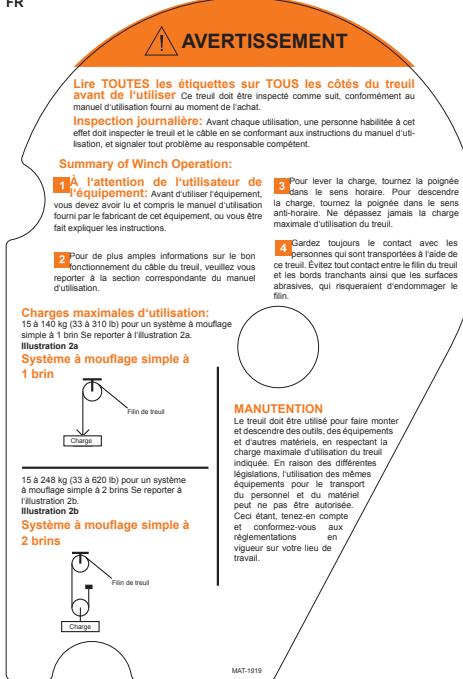 FR
AVERTISSEMENT
Lire TOUTES les étiquettes sur TOUS les côtés du treuil
avant de l'utiliser Ce treuil doit être inspecté comme suit, conformément au
manuel d'utilisation fourni au moment de l'achat.
Inspection journalière: Avant chaque utilisation, une personne habilitée à cet
effet doit inspecter le treuil et le câble en se conformant aux instructions du manuel d'uti-
lisation, et signaler tout problème au responsable compétent.
Summary of Winch Operation:
1 À l'attention de l'utilisateur de
l'équipement: Avant d'utiliser l'équipement,
vous devez avoir lu et compris le manuel d'utilisation
fourni par le fabricant de cet équipement, ou vous être
fait expliquer les instructions.
2 Pour de plus amples informations sur le bon
fonctionnement du câble du treuil, veuillez vous
reporter à la section correspondante du manuel
d'utilisation.
3 Pour lever la charge, tournez la poignée
dans le sens horaire. Pour descendre
la charge, tournez la poignée dans le sens
anti-horaire. Ne dépassez jamais la charge
maximale d'utilisation du treuil.
4 Gardez toujours le contact avec les
personnes qui sont transportées à l'aide de
ce treuil. Évitez tout contact entre le filin du treuil
et les bords tranchants ainsi que les surfaces
abrasives, qui risqueraient d'endommager le
filin.
Charges maximales d'utilisation:
15 à 140 kg (33 à 310 lb) pour un système à mouflage
simple à 1 brin Se reporter à l'illustration 2a.
Illustration 2a
Système à mouflage simple à
1 brin
Filin de treuil
Charge
15 à 248 kg (33 à 620 lb) pour un système
à mouflage simple à 2 brins Se reporter à
l'illustration 2b.
Illustration 2b
Système à mouflage simple à
2 brins
Filin de treuil
Charge
MANUTENTION
Le treuil doit être utilisé pour faire monter
et descendre des outils, des équipements
et d'autres matériels, en respectant la
charge maximale d'utilisation du treuil
indiquée. En raison des différentes
législations, l'utilisation des mêmes
équipements pour le transport
du personnel et du matériel
peut ne pas être autorisée.
Ceci étant, tenez-en compte
et conformez-vous aux
réglementations en
vigueur sur votre lieu de
travail.
MAT-1919